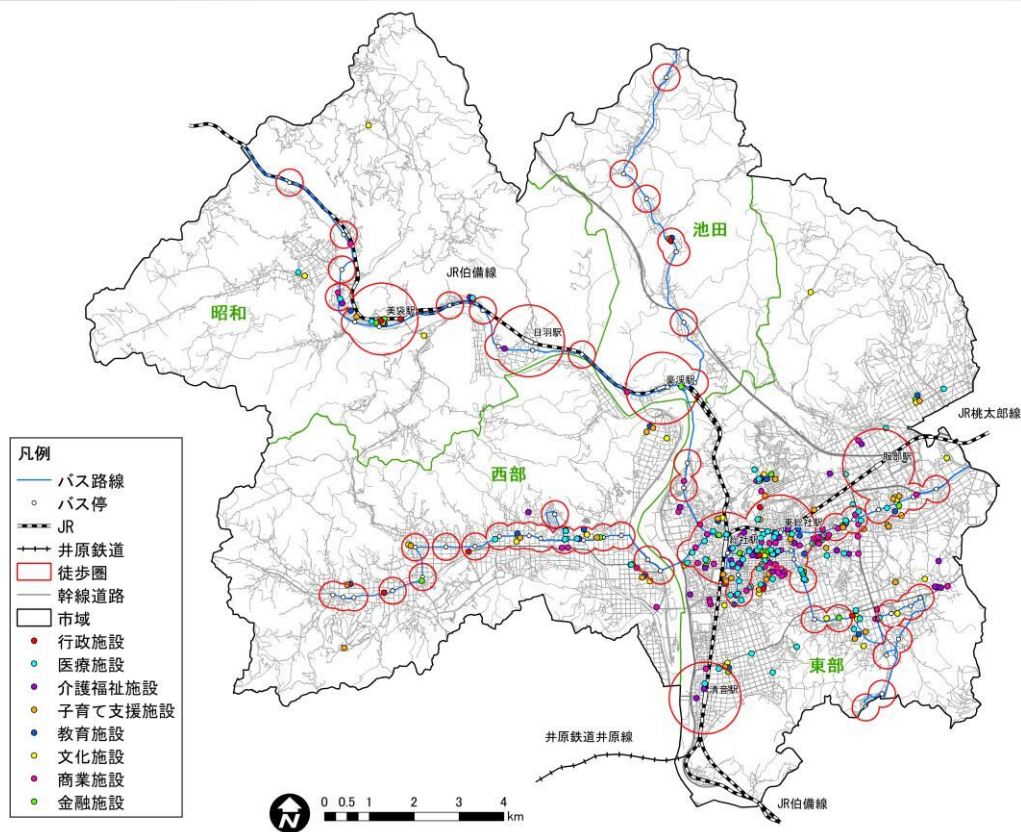 池田
JR伯備線
昭和
美袋駅
日羽駅
豪渓駅
JR桃太郎線
服部駅
西部
東総社駅
総社駅
東部
清音駅
井原鉄道井原線
JR伯備線
凡例
バス路線
バス停
JR
井原鉄道
徒歩圏
幹線道路
市域
行政施設
医療施設
介護福祉施設
子育て支援施設
教育施設
文化施設
商業施設
金融施設
N
0 0.5 1 2 3 4
km